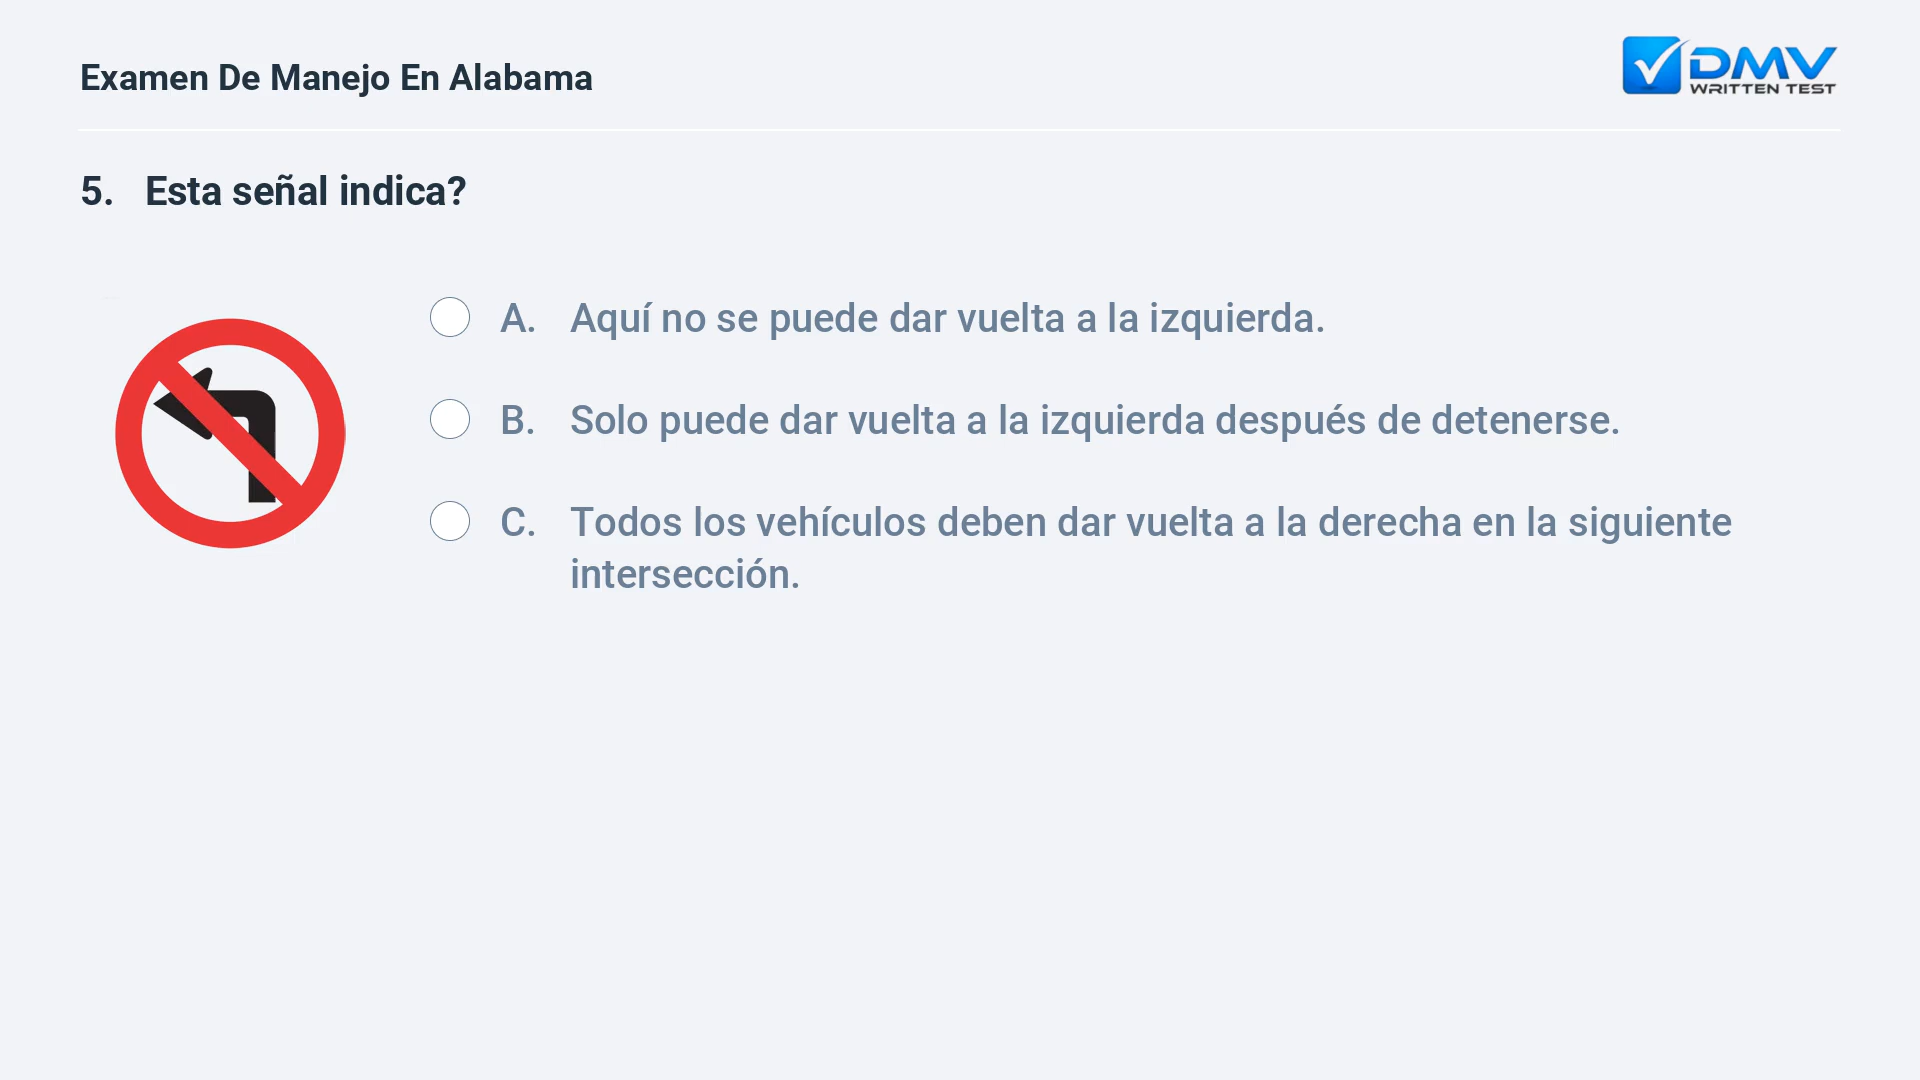 Examen De Manejo En Alabama
DMV
WRITTEN TEST
5. Esta señal indica?
A. Aquí no se puede dar vuelta a la izquierda.
B. Solo puede dar vuelta a la izquierda después de detenerse.
C. Todos los vehículos deben dar vuelta a la derecha en la siguiente
intersección.